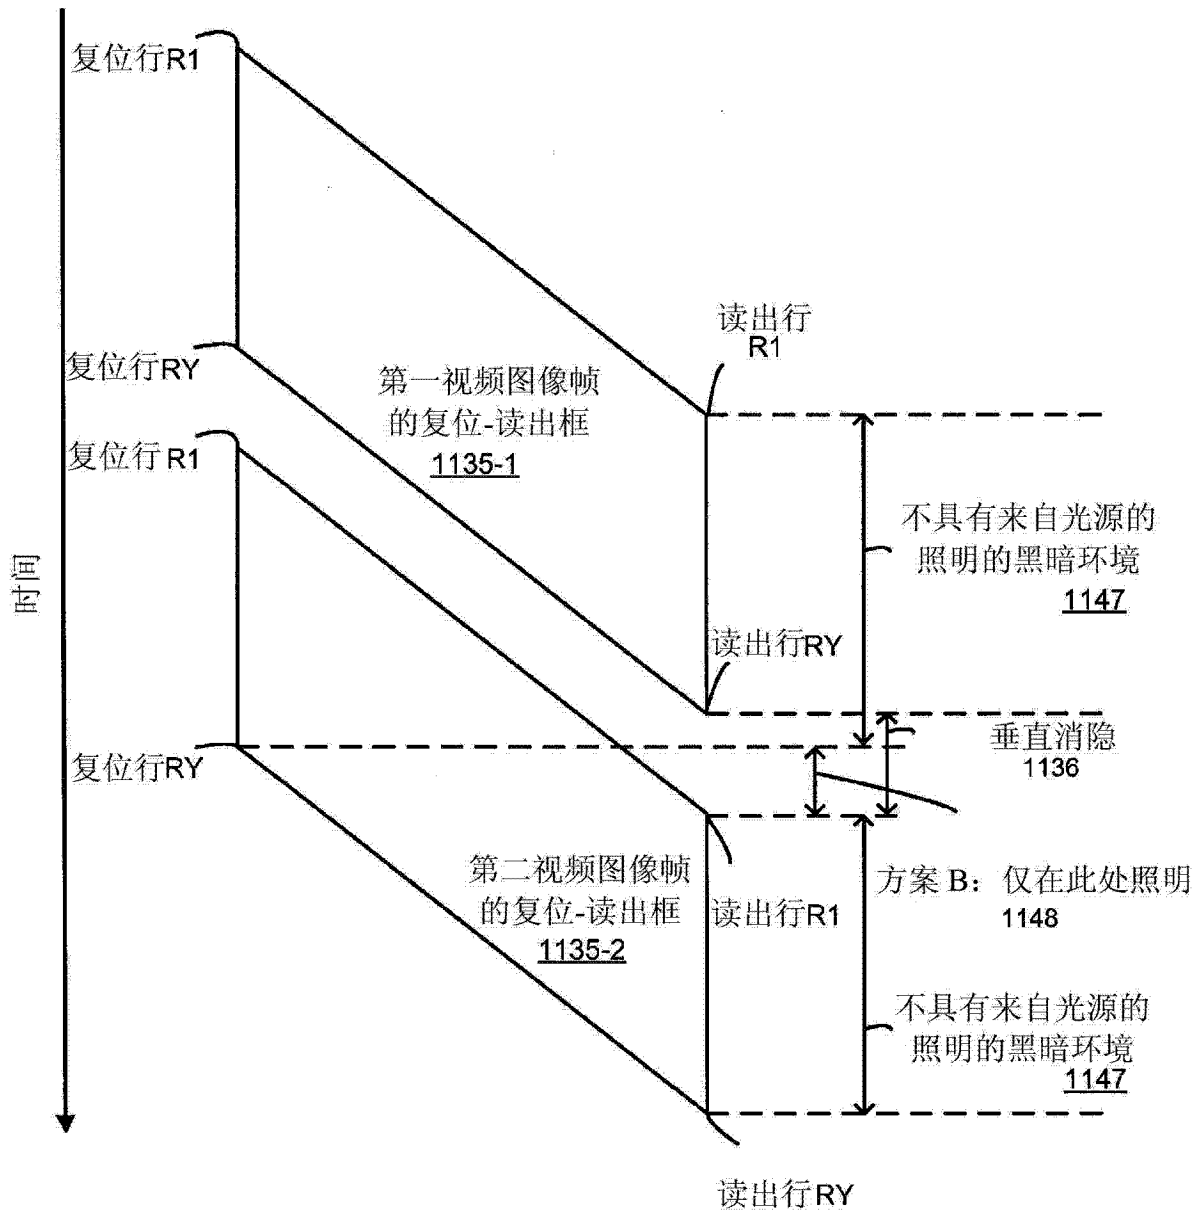 复位行R1
读出行
R1
复位行RY
第一视频图像帧
的复位-读出框
1135-1
复位行R1
不具有来自光源的
照明的黑暗环境
1147
时间
读出行RY
垂直消隐
1136
复位行RY
第二视频图像帧
的复位-读出框
1135-2
读出行R1
方案B：仅在此处照明
1148
不具有来自光源的
照明的黑暗环境
1147
读出行RY